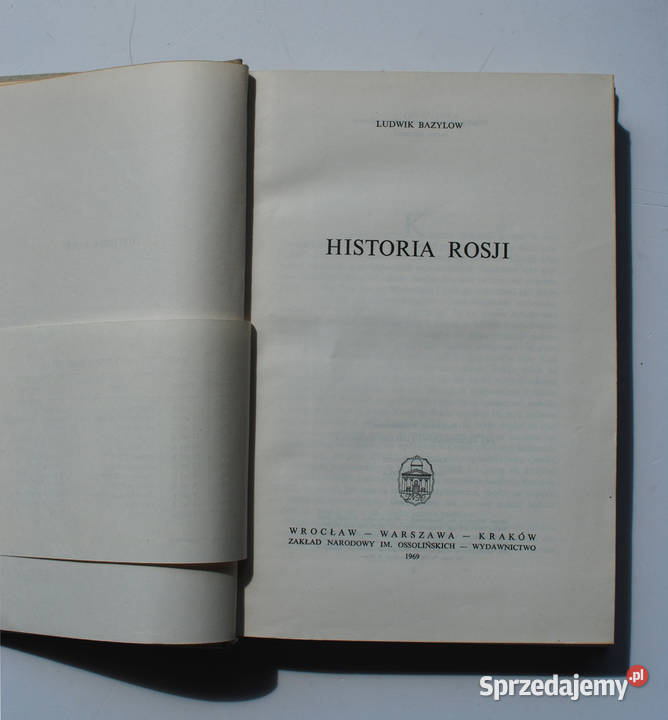 LUDWIK BAZYLOW
HISTORIA ROSJI
WROCŁAW — WARSZAWA — KRAKÓW
ZAKŁAD NARODOWY IM. OSSOLIŃSKICH — WYDAWNICTWO
1969
Sprzedajemy.pl